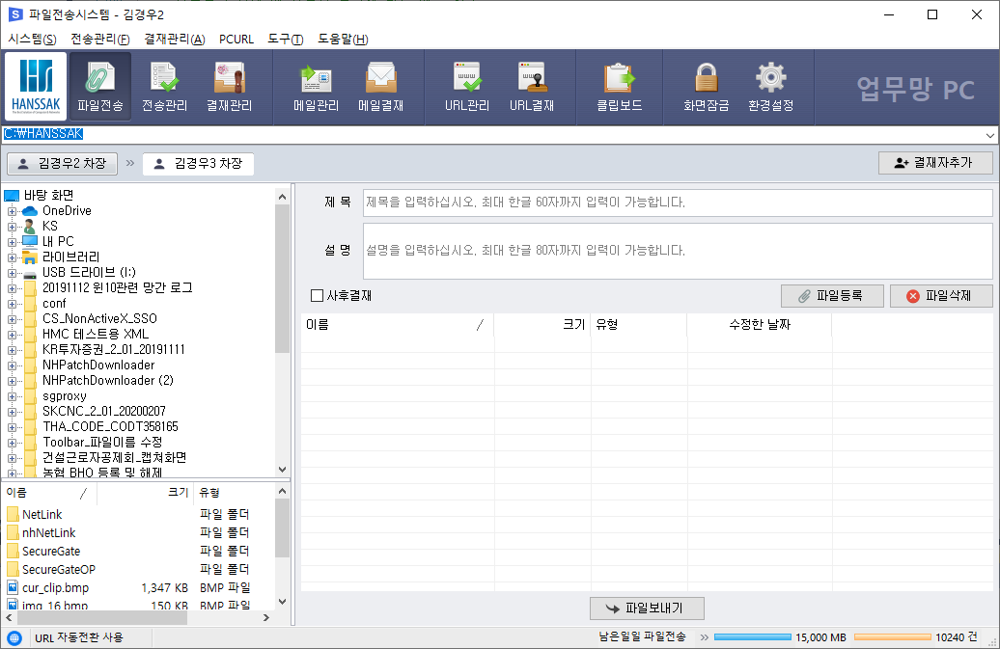 파일전송시스템 - 김경우2
시스템(S) 전송관리(F) 결재관리(A) PCURL 도구(T) 도움말(H)
HANSSAK
파일전송 전송관리 결재관리 메일관리 메일결재 URL관리 URL결재 클립보드 화면잠금 환경설정 업무망 PC
C:\HANSSAK
김경우2 차장 » 김경우3 차장 결재자추가
바탕 화면
OneDrive
KS
내 PC
라이브러리
USB 드라이브 (I:)
20191112 윈10관련 망간 로그
conf
CS_NonActiveX_SSO
HMC 테스트용 XML
KR투자증권_2_01_20191111
NHPatchDownloader
NHPatchDownloader (2)
sgproxy
SKCNC_2_01_20200207
THA_CODE_CODT358165
Toolbar_파일이름 수정
건설근로자공제회_캡쳐화면
농협 BHO 등록 및 해제
이름 크기 유형
NetLink 파일 폴더
nhNetLink 파일 폴더
SecureGate 파일 폴더
SecureGateOP 파일 폴더
cur_clip.bmp 1,347 KB BMP 파일
img_16.bmp 150 KB BMP 파일
제 목 제목을 입력하십시오. 최대 한글 60자까지 입력이 가능합니다.
설 명 설명을 입력하십시오. 최대 한글 80자까지 입력이 가능합니다.
사후결재 파일등록 파일삭제
이름 크기 유형 수정한 날짜
파일보내기
URL 자동전환 사용 남은일일 파일전송 » 15,000 MB 10240 건